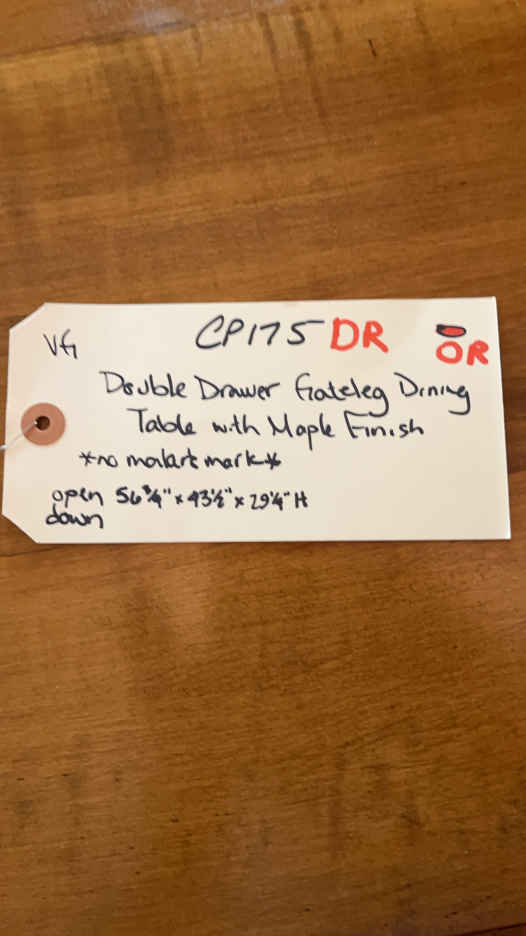 VG CP175 DR OR
Double Drawer Gateleg Dining
Table with Maple Finish
*no makers mark*
open 56¾" x 43½" x 29¼" H
down